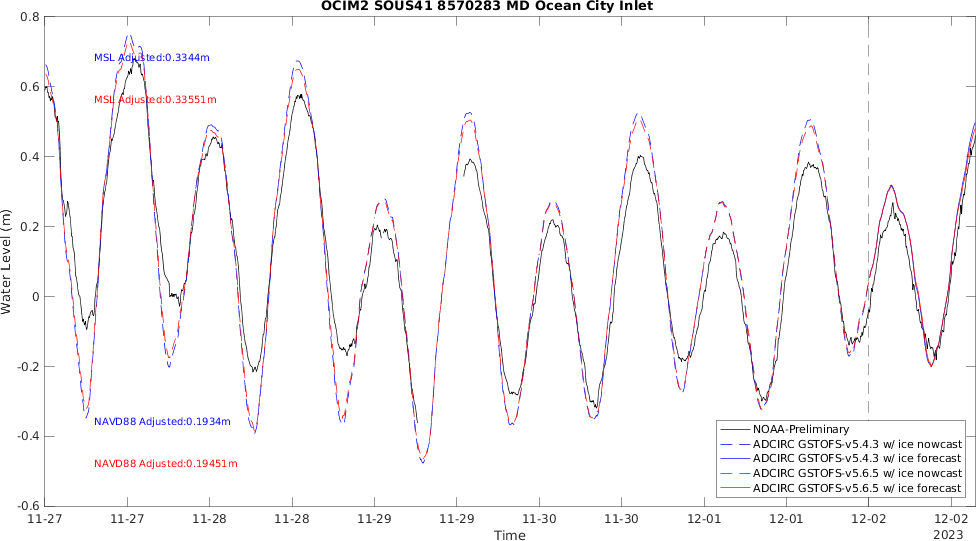 OCIM2 SOUS41 8570283 MD Ocean City Inlet
0.8
0.6
0.4
0.2
0
-0.2
-0.4
-0.6
Water Level (m)
MSL Adjusted:0.3344m
MSL Adjusted:0.33551m
NAVD88 Adjusted:0.1934m
NAVD88 Adjusted:0.19451m
NOAA-Preliminary
ADCIRC GSTOFS-v5.4.3 w/ ice nowcast
ADCIRC GSTOFS-v5.4.3 w/ ice forecast
ADCIRC GSTOFS-v5.6.5 w/ ice nowcast
ADCIRC GSTOFS-v5.6.5 w/ ice forecast
11-27 11-27 11-28 11-28 11-29 11-29 11-30 11-30 12-01 12-01 12-02 12-02
Time
2023